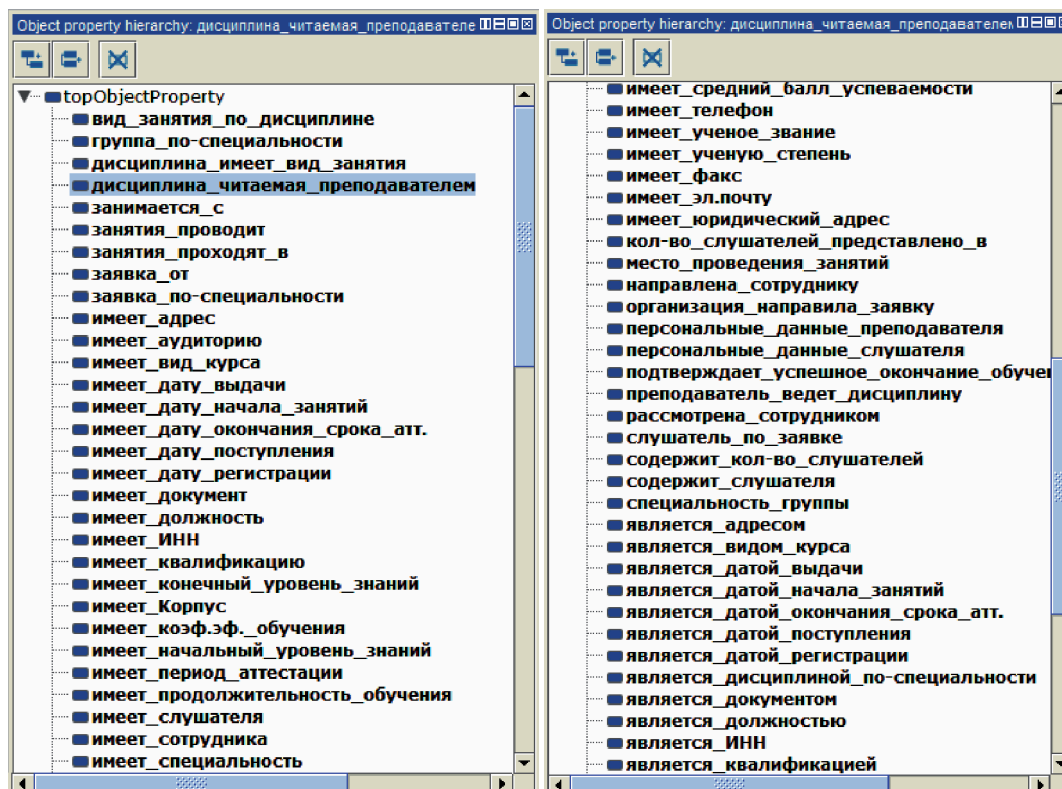 Object property hierarchy: дисциплина_читаемая_преподавателе
topObjectProperty
вид_занятия_по_дисциплине
группа_по-специальности
дисциплина_имеет_вид_занятия
дисциплина_читаемая_преподавателем
занимается_с
занятия_проводит
занятия_проходят_в
заявка_от
заявка_по-специальности
имеет_адрес
имеет_аудиторию
имеет_вид_курса
имеет_дату_выдачи
имеет_дату_начала_занятий
имеет_дату_окончания_срока_атт.
имеет_дату_поступления
имеет_дату_регистрации
имеет_документ
имеет_должность
имеет_ИНН
имеет_квалификацию
имеет_конечный_уровень_знаний
имеет_Корпус
имеет_коэф.эф._обучения
имеет_начальный_уровень_знаний
имеет_период_аттестации
имеет_продолжительность_обучения
имеет_слушателя
имеет_сотрудника
имеет_специальность
Object property hierarchy: дисциплина_читаемая_преподавателем
имеет_средний_балл_успеваемости
имеет_телефон
имеет_ученое_звание
имеет_ученую_степень
имеет_факс
имеет_эл.почту
имеет_юридический_адрес
кол-во_слушателей_представлено_в
место_проведения_занятий
направлена_сотруднику
организация_направила_заявку
персональные_данные_преподавателя
персональные_данные_слушателя
подтверждает_успешное_окончание_обучен
преподаватель_ведет_дисциплину
рассмотрена_сотрудником
слушатель_по_заявке
содержит_кол-во_слушателей
содержит_слушателя
специальность_группы
является_адресом
является_видом_курса
является_датой_выдачи
является_датой_начала_занятий
является_датой_окончания_срока_атт.
является_датой_поступления
является_датой_регистрации
является_дисциплиной_по-специальности
является_документом
является_должностью
является_ИНН
является_квалификацией